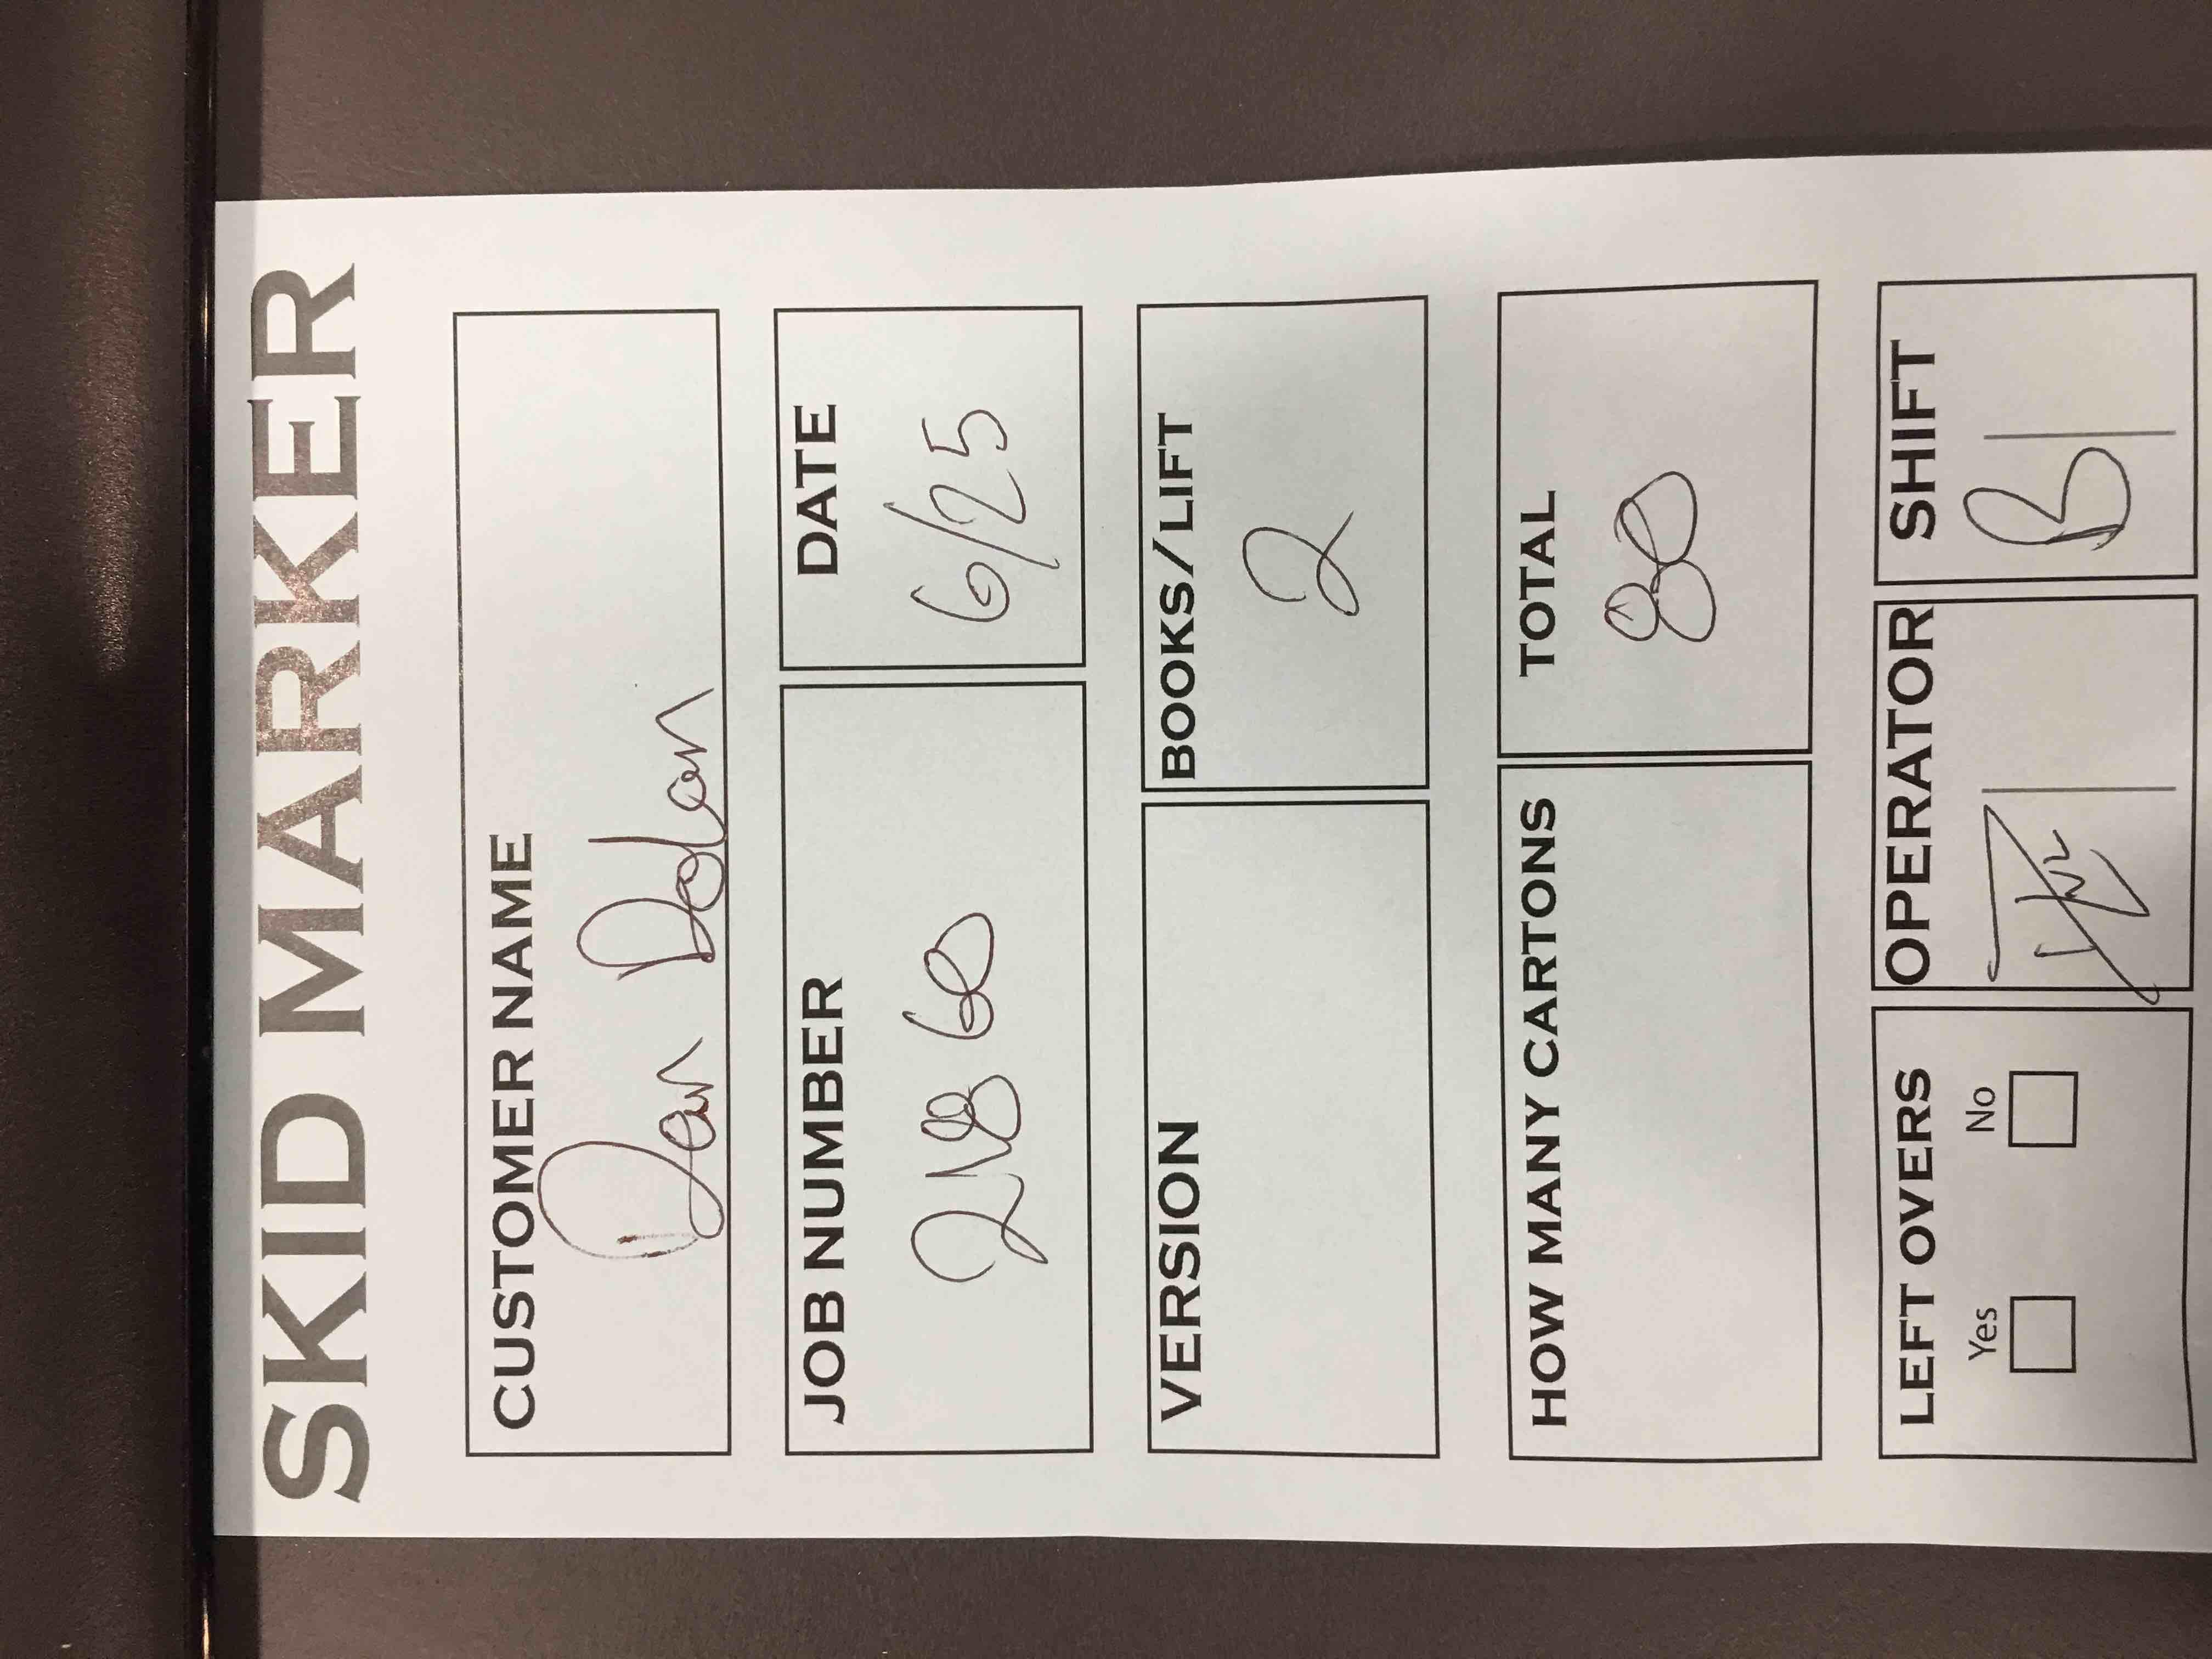 SKID MARKER
CUSTOMER NAME
Dan Dolan
JOB NUMBER DATE
21860 6/25
VERSION BOOKS/LIFT
2
HOW MANY CARTONS TOTAL
80
LEFT OVERS OPERATOR SHIFT
Yes No B